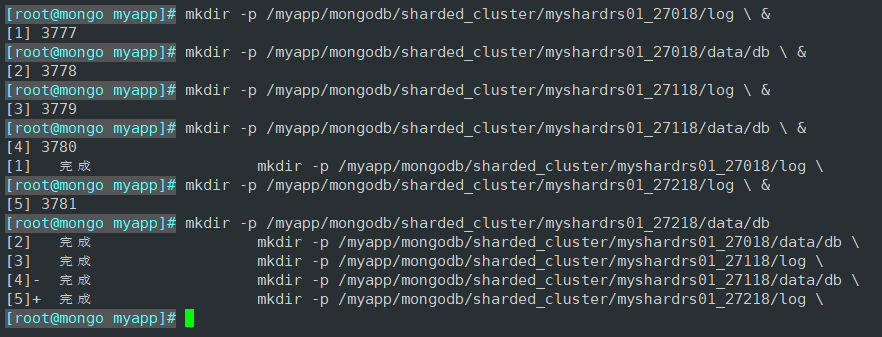 [root@mongo myapp]# mkdir -p /myapp/mongodb/sharded_cluster/myshardrs01_27018/log \ &
[1] 3777
[root@mongo myapp]# mkdir -p /myapp/mongodb/sharded_cluster/myshardrs01_27018/data/db \ &
[2] 3778
[root@mongo myapp]# mkdir -p /myapp/mongodb/sharded_cluster/myshardrs01_27118/log \ &
[3] 3779
[root@mongo myapp]# mkdir -p /myapp/mongodb/sharded_cluster/myshardrs01_27118/data/db \ &
[4] 3780
[1]   完成                  mkdir -p /myapp/mongodb/sharded_cluster/myshardrs01_27018/log \
[root@mongo myapp]# mkdir -p /myapp/mongodb/sharded_cluster/myshardrs01_27218/log \ &
[5] 3781
[root@mongo myapp]# mkdir -p /myapp/mongodb/sharded_cluster/myshardrs01_27218/data/db
[2]   完成                  mkdir -p /myapp/mongodb/sharded_cluster/myshardrs01_27018/data/db \
[3]   完成                  mkdir -p /myapp/mongodb/sharded_cluster/myshardrs01_27118/log \
[4]-  完成                  mkdir -p /myapp/mongodb/sharded_cluster/myshardrs01_27118/data/db \
[5]+  完成                  mkdir -p /myapp/mongodb/sharded_cluster/myshardrs01_27218/log \
[root@mongo myapp]#